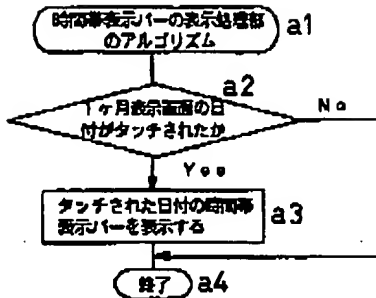 時間帯表示バーの表示処理部
のアルゴリズム
a1
a2
1ヶ月表示画面の日
付がタッチされたか
No
Yes
タッチされた日付の時間帯
表示バーを表示する
a3
終了
a4